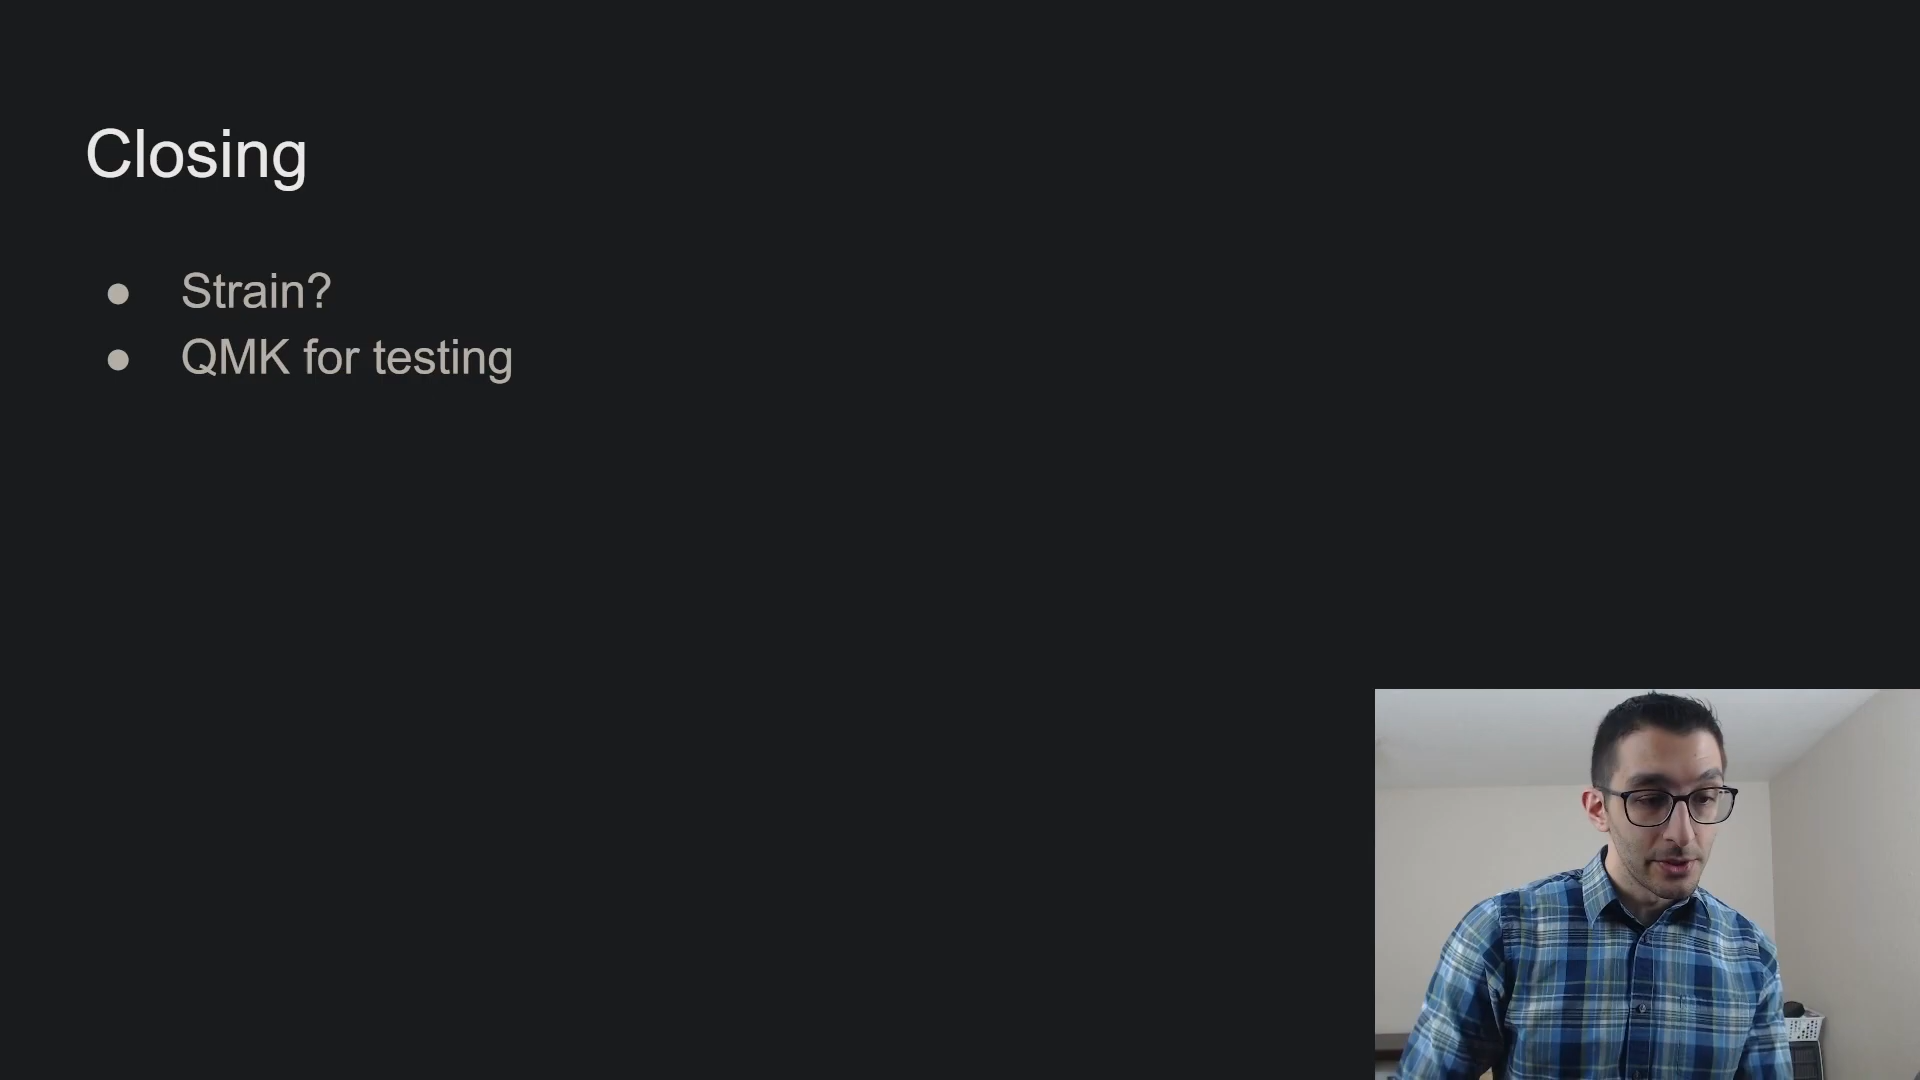 Closing
● Strain?
● QMK for testing